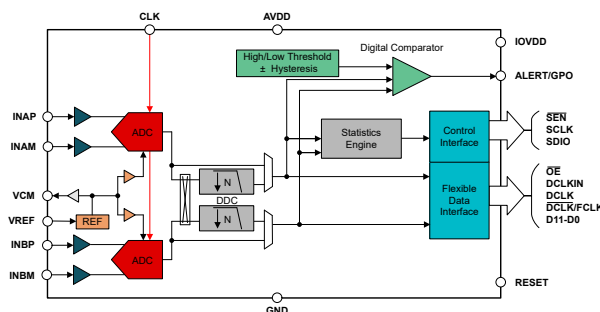 CLK
AVDD
IOVDD
High/Low Threshold
± Hysteresis
Digital Comparator
ALERT/GPO
INAP
INAM
ADC
Statistics
Engine
Control
Interface
SEN
SCLK
SDIO
N
VCM
VREF
REF
DDC
N
Flexible
Data
Interface
OE
DCLKIN
DCLK
DCLK/FCLK
D11-D0
INBP
INBM
ADC
RESET
GND